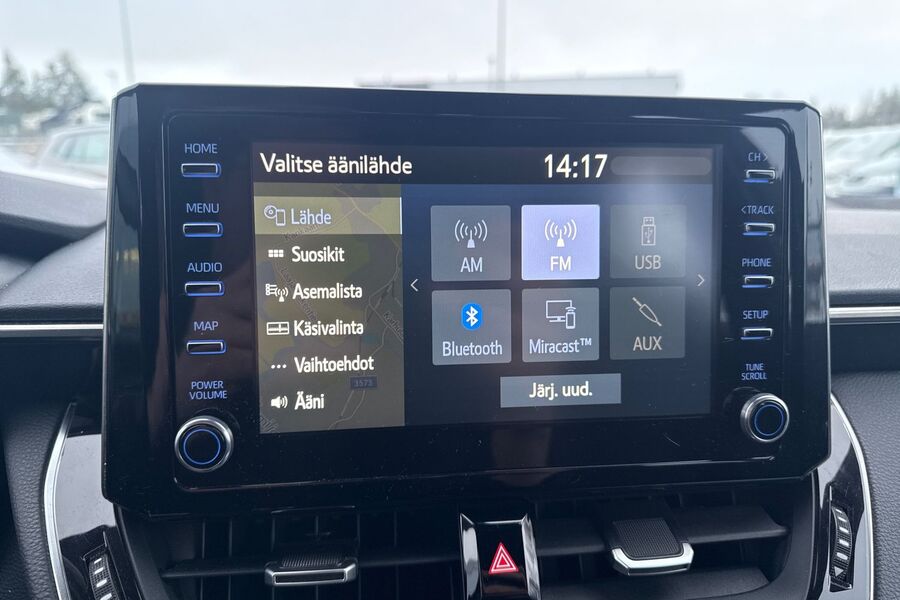 HOME
MENU
AUDIO
MAP
POWER
VOLUME
Valitse äänilähde 14:17
Lähde
Suosikit
Asemalista
Käsivalinta
Vaihtoehdot
Ääni
3573
AM
FM
USB
Bluetooth
Miracast™
AUX
Järj. uud.
CH >
< TRACK
PHONE
SETUP
TUNE
SCROLL